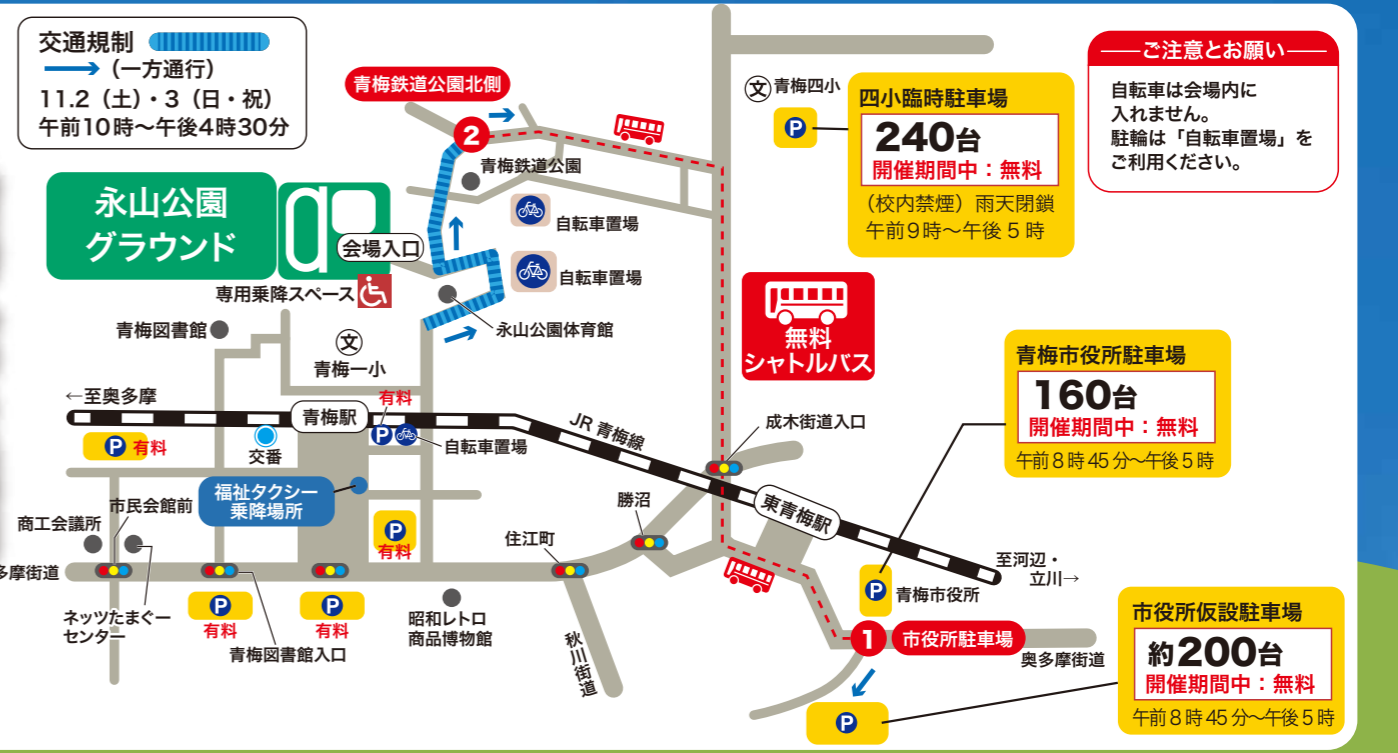 交通規制
(一方通行)
11.2（土）・3（日・祝）
午前10時〜午後4時30分
青梅鉄道公園北側
2
青梅鉄道公園
文 青梅四小
P
四小臨時駐車場
240台
開催期間中：無料
（校内禁煙）雨天閉鎖
午前9時〜午後5時
ご注意とお願い
自転車は会場内に
入れません。
駐輪は「自転車置場」を
ご利用ください。
永山公園
グラウンド
会場入口
専用乗降スペース
自転車置場
自転車置場
永山公園体育館
無料
シャトルバス
青梅図書館
文
青梅一小
←至奥多摩
青梅駅
有料
P
自転車置場
JR 青梅線
成木街道入口
青梅市役所駐車場
160台
開催期間中：無料
午前8時45分〜午後5時
P 有料
交番
福祉タクシー
乗降場所
市民会館前
商工会議所
P
有料
住江町
勝沼
東青梅駅
至河辺・
立川→
多摩街道
ネッツたまぐー
センター
P
有料
青梅図書館入口
P
有料
昭和レトロ
商品博物館
秋川街道
P
青梅市役所
1
市役所駐車場
奥多摩街道
P
市役所仮設駐車場
約200台
開催期間中：無料
午前8時45分〜午後5時